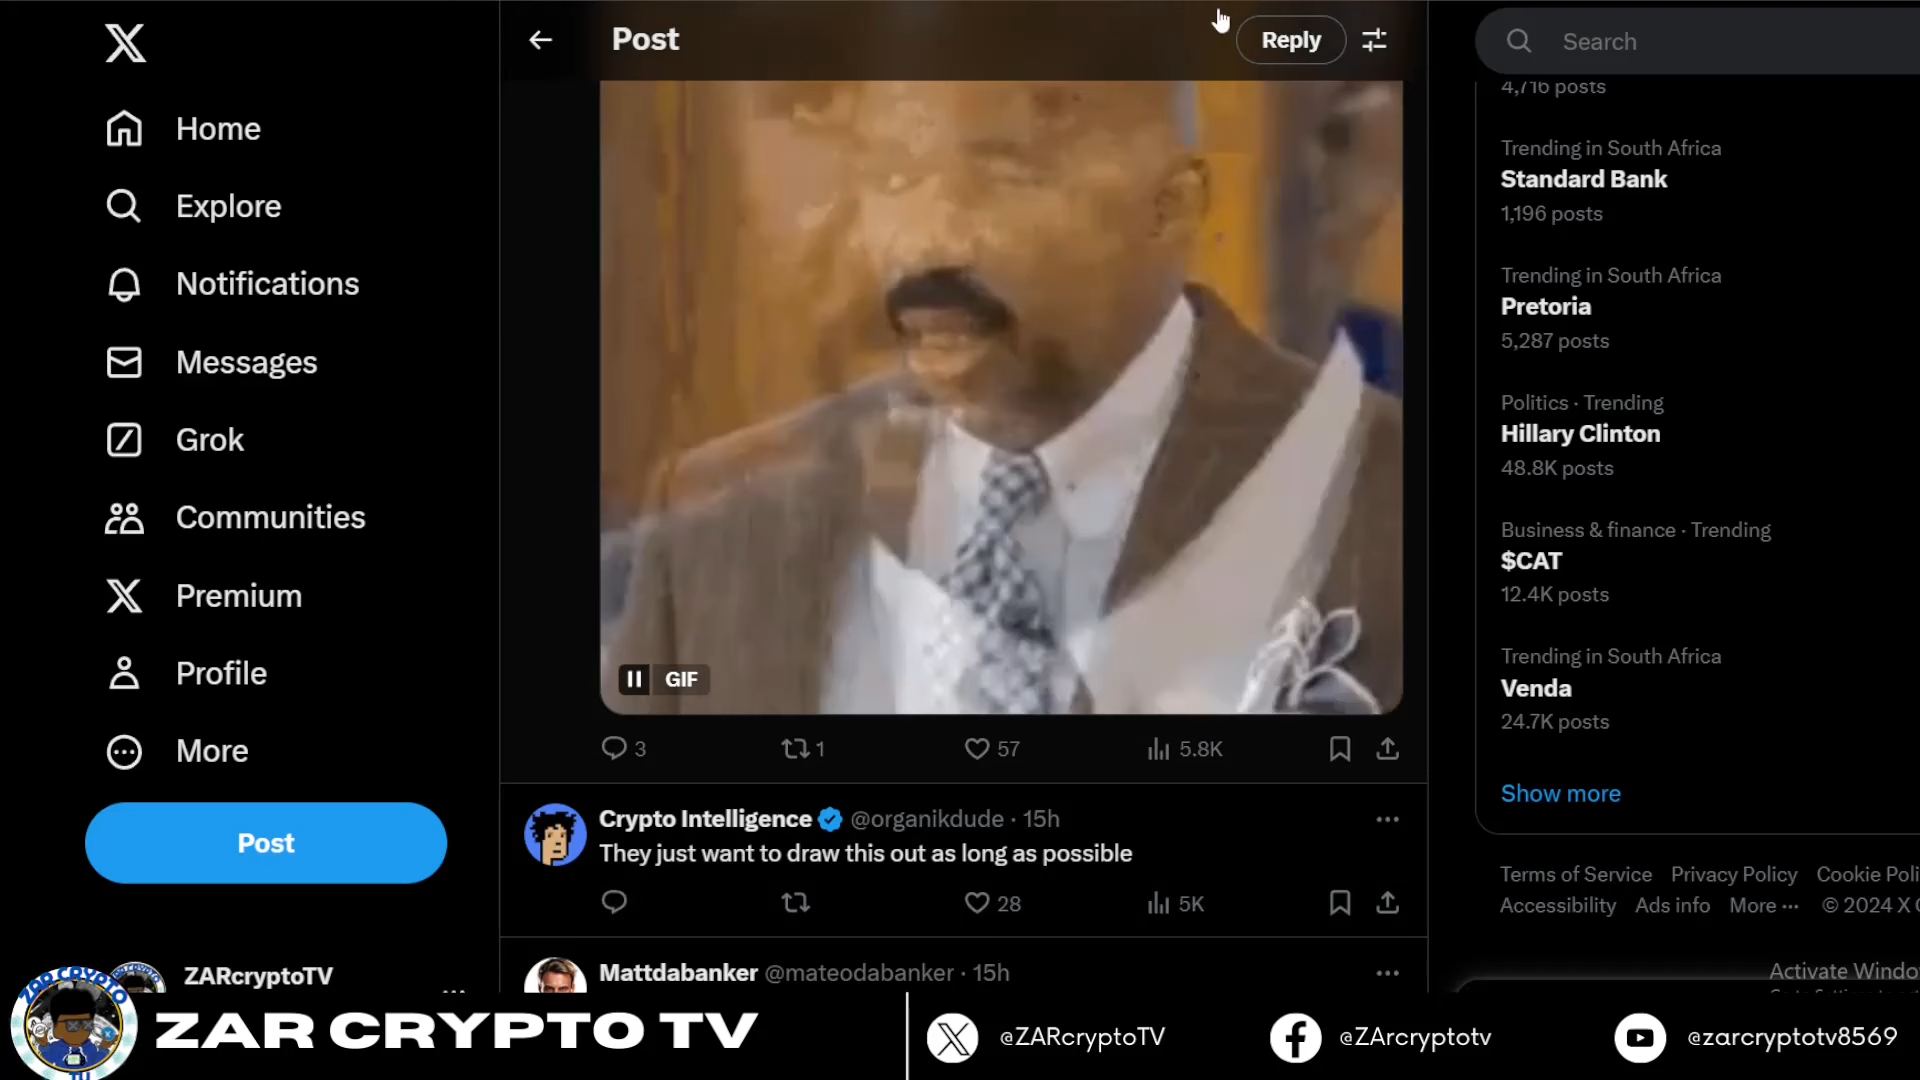 Home
Explore
Notifications
Messages
Grok
Communities
Premium
Profile
More
Post
ZARcryptoTV
Post
Reply
GIF
3
1
57
5.8K
Crypto Intelligence @organikdude · 15h
They just want to draw this out as long as possible
28
5K
Mattdabanker @mateodabanker · 15h
Search
4,716 posts
Trending in South Africa
Standard Bank
1,196 posts
Trending in South Africa
Pretoria
5,287 posts
Politics · Trending
Hillary Clinton
48.8K posts
Business & finance · Trending
$CAT
12.4K posts
Trending in South Africa
Venda
24.7K posts
Show more
Terms of Service Privacy Policy Cookie Poli
Accessibility Ads info More ··· © 2024 X C
Activate Windo
ZAR CRYPTO TV
@ZARcryptoTV
@ZArcryptotv
@zarcryptotv8569